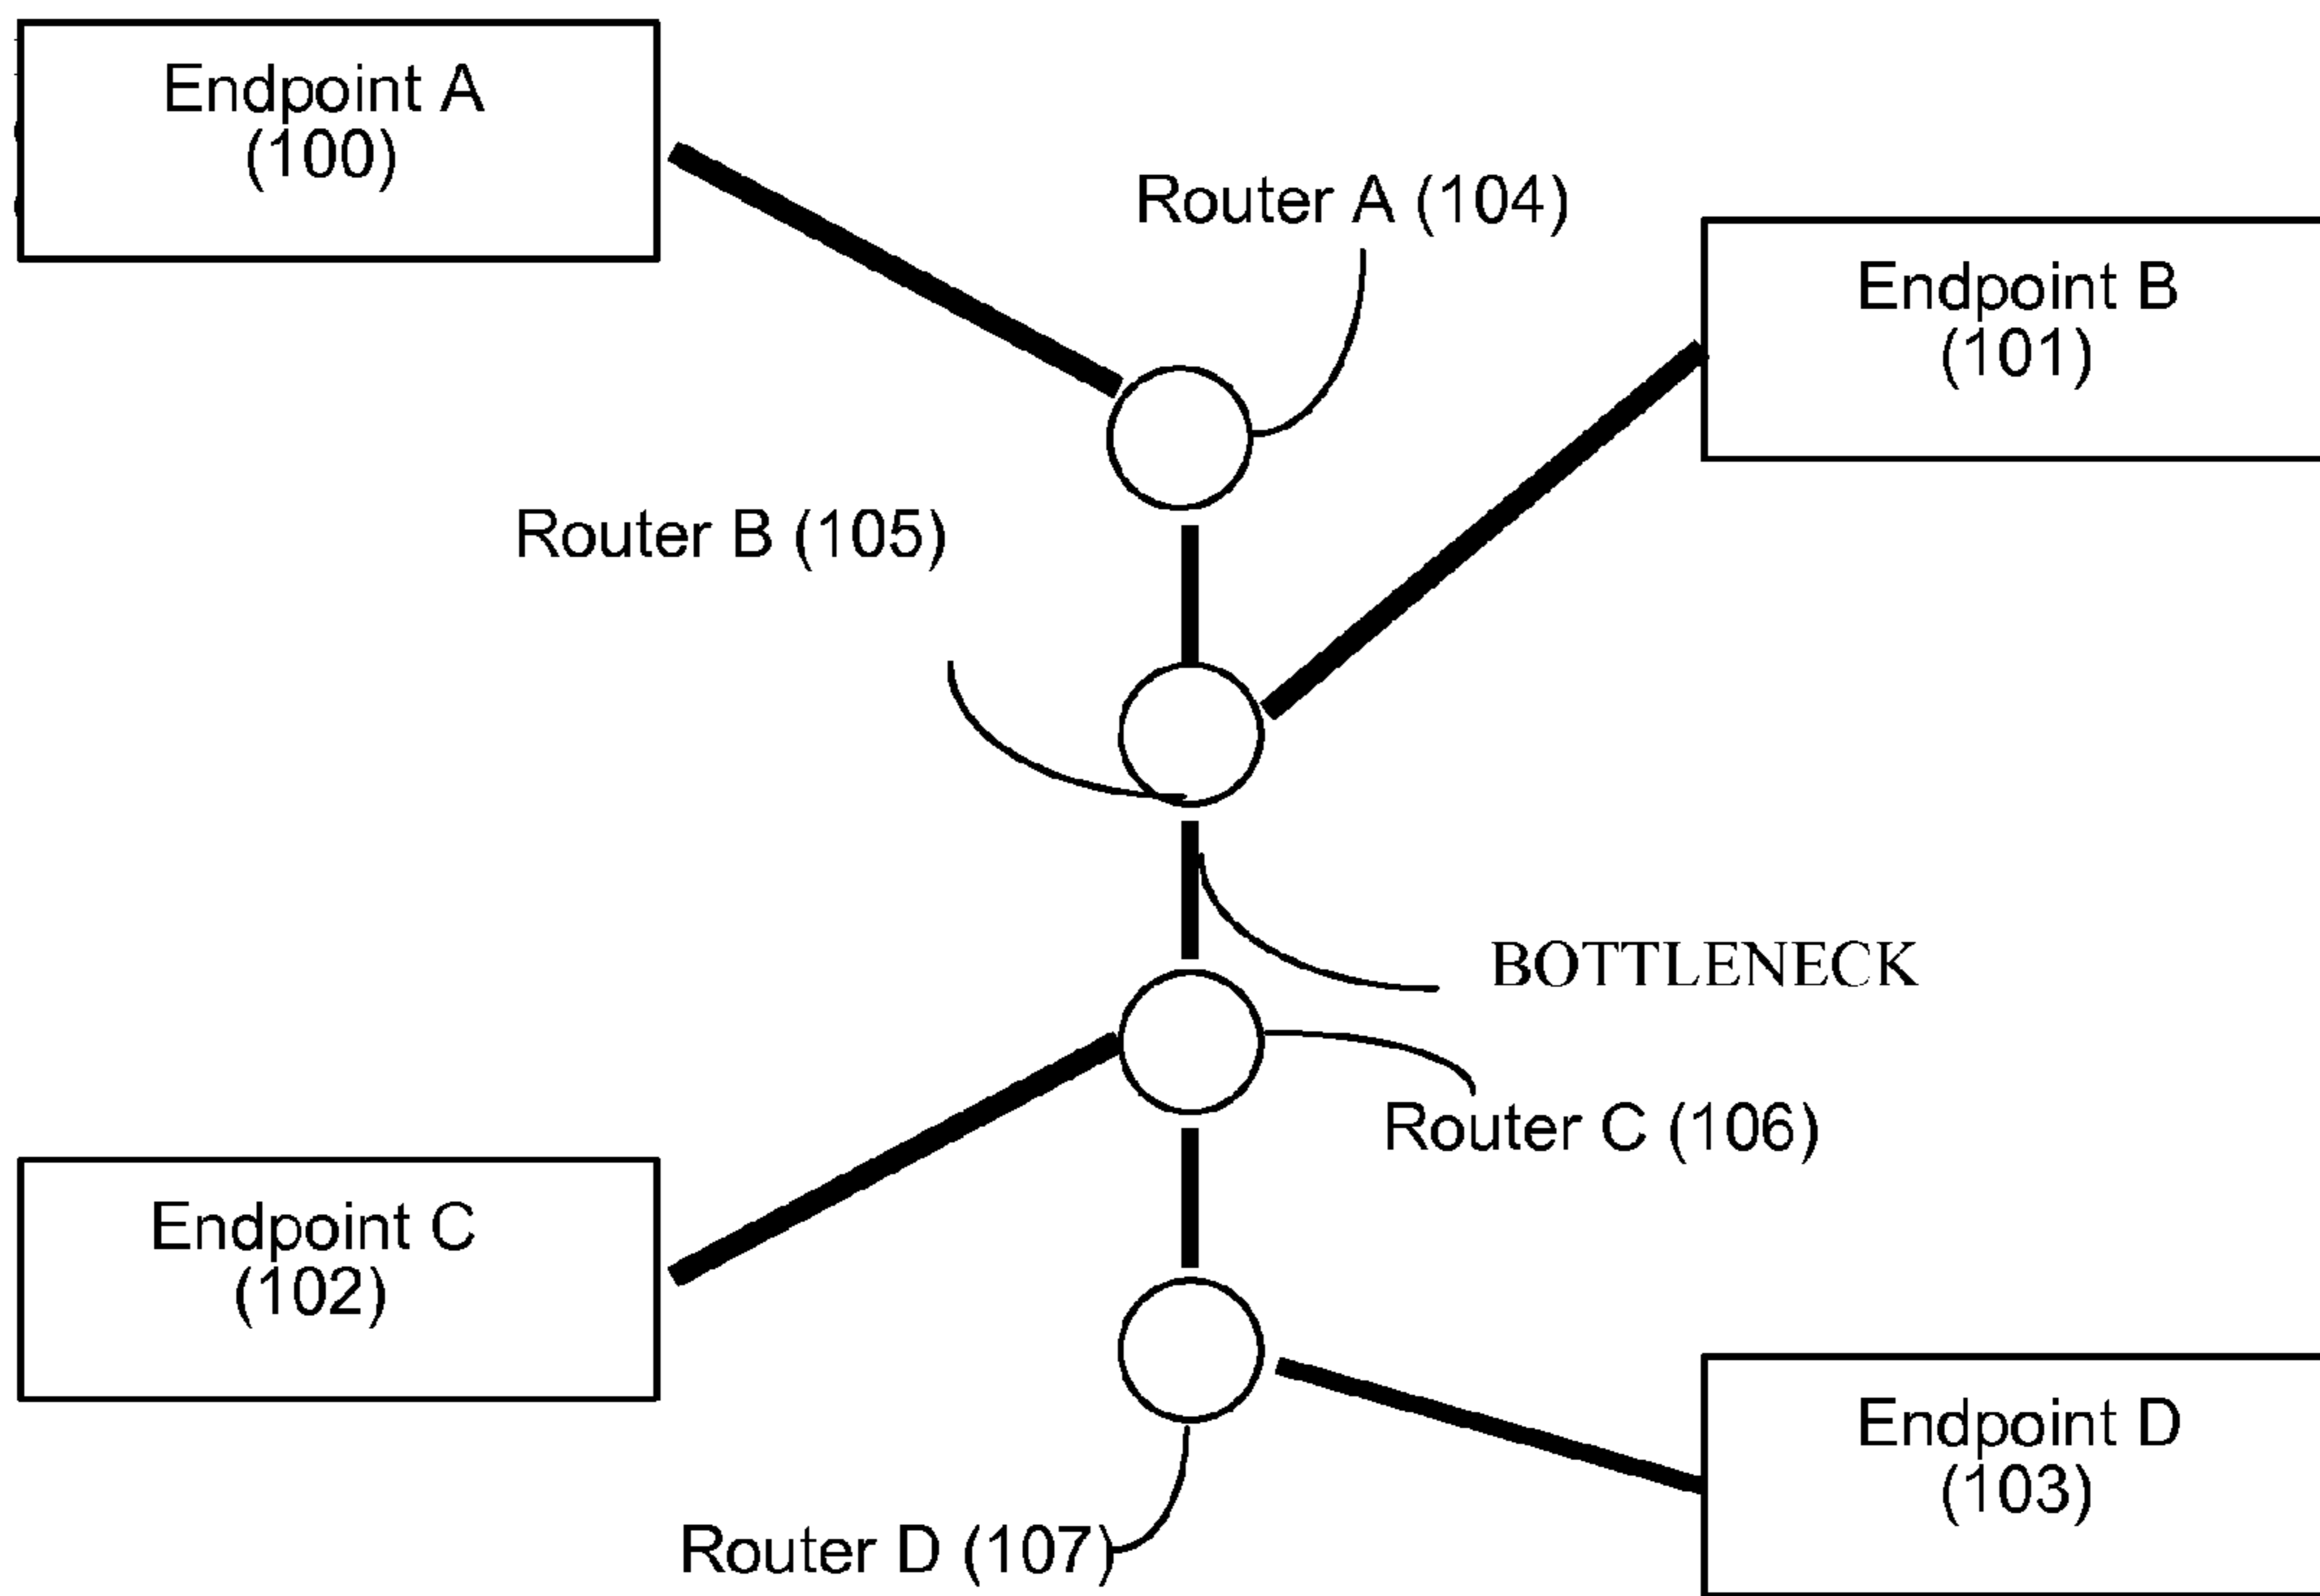 Endpoint A
(100)
Router A (104)
Endpoint B
(101)
Router B (105)
BOTTLENECK
Router C (106)
Endpoint C
(102)
Endpoint D
(103)
Router D (107)